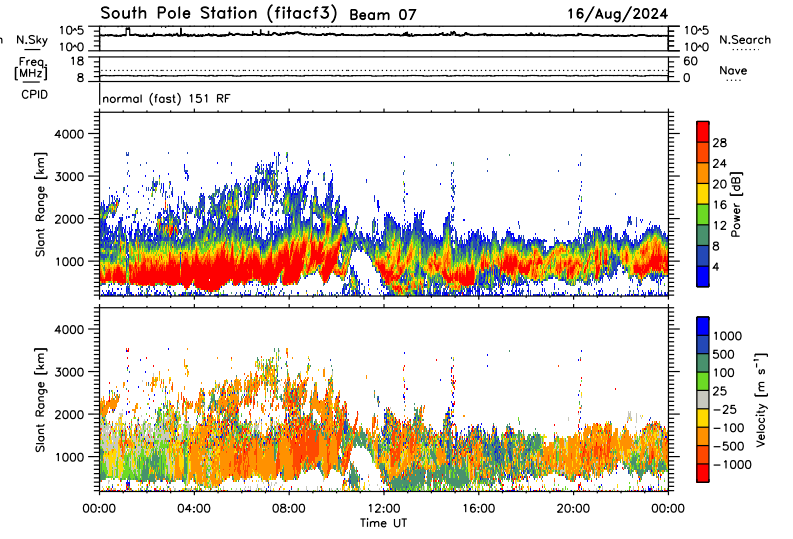 South Pole Station (fitacf3) Beam 07 16/Aug/2024
N.Sky 10^5 10^5 N.Search
10^0 10^0
Freq. 18 60 Nave
[MHz] 8 0
CPID
normal (fast) 151 RF
Slant Range [km]
4000
3000
2000
1000
28
24
20
16
12
8
4
Power [dB]
Slant Range [km]
4000
3000
2000
1000
1000
500
100
25
-25
-100
-500
-1000
Velocity [m s^-1]
00:00 04:00 08:00 12:00 16:00 20:00 00:00
Time UT